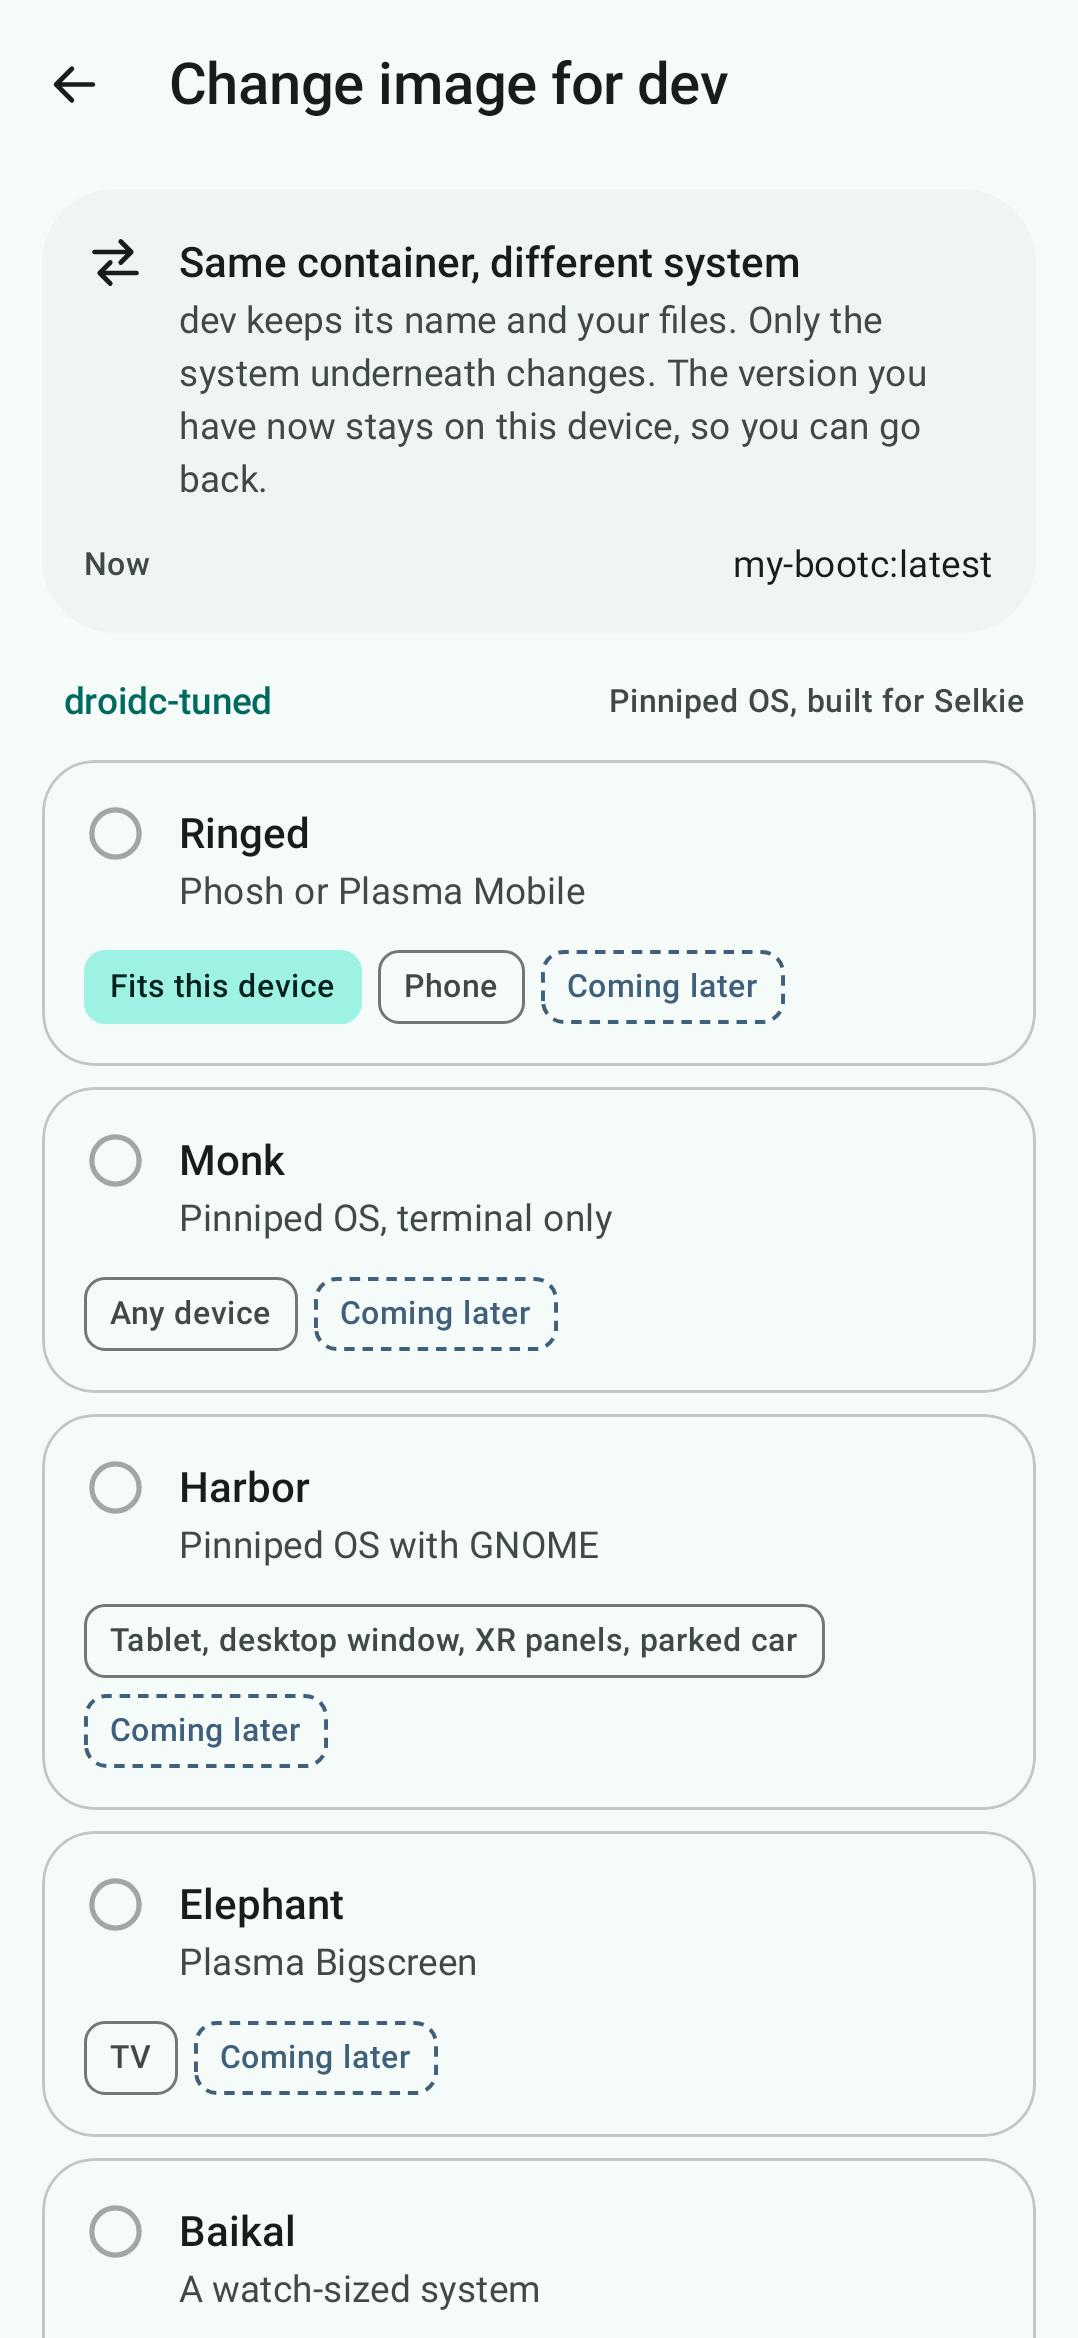 Change image for dev
Same container, different system
dev keeps its name and your files. Only the
system underneath changes. The version you
have now stays on this device, so you can go
back.
Now my-bootc:latest
droidc-tuned Pinniped OS, built for Selkie
Ringed
Phosh or Plasma Mobile
Fits this device Phone Coming later
Monk
Pinniped OS, terminal only
Any device Coming later
Harbor
Pinniped OS with GNOME
Tablet, desktop window, XR panels, parked car
Coming later
Elephant
Plasma Bigscreen
TV Coming later
Baikal
A watch-sized system